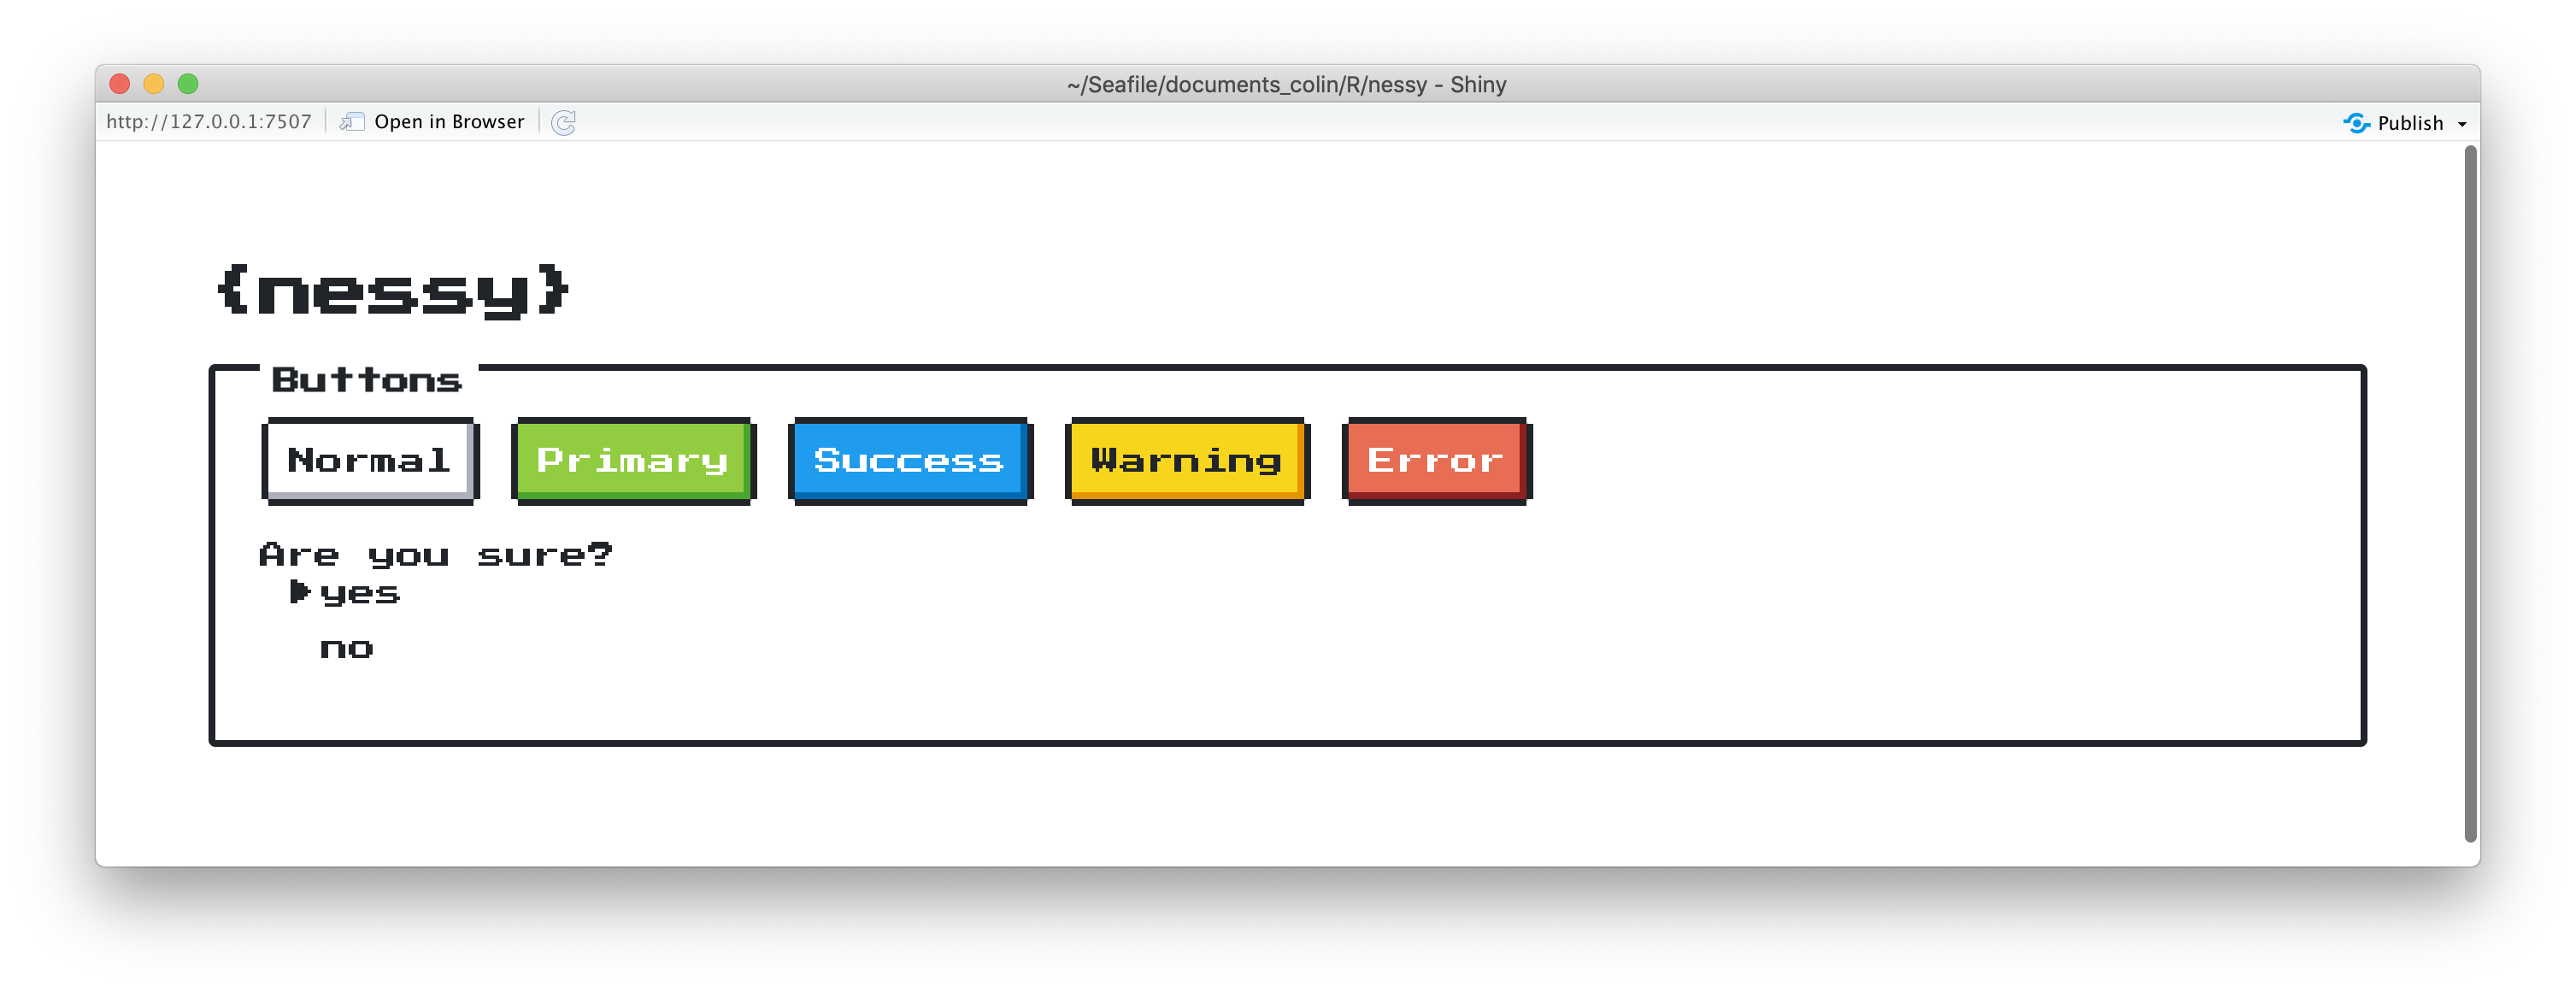 ~/Seafile/documents_colin/R/nessy - Shiny
http://127.0.0.1:7507 Open in Browser Publish
{nessy}
Buttons
Normal Primary Success Warning Error
Are you sure?
yes
no